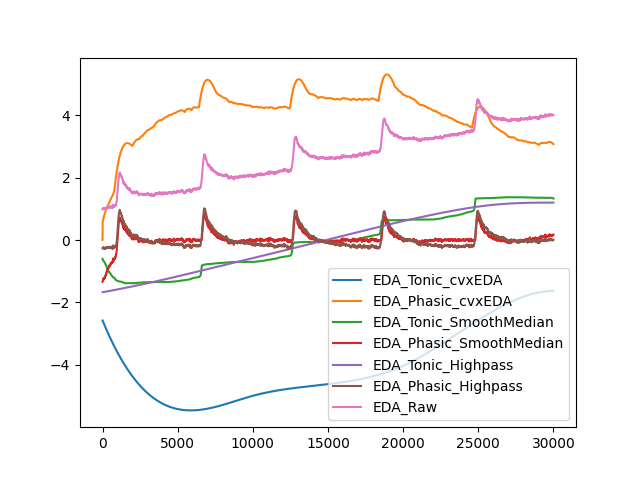 4
2
0
−2
−4
0
5000
10000
15000
20000
25000
30000
EDA_Tonic_cvxEDA
EDA_Phasic_cvxEDA
EDA_Tonic_SmoothMedian
EDA_Phasic_SmoothMedian
EDA_Tonic_Highpass
EDA_Phasic_Highpass
EDA_Raw